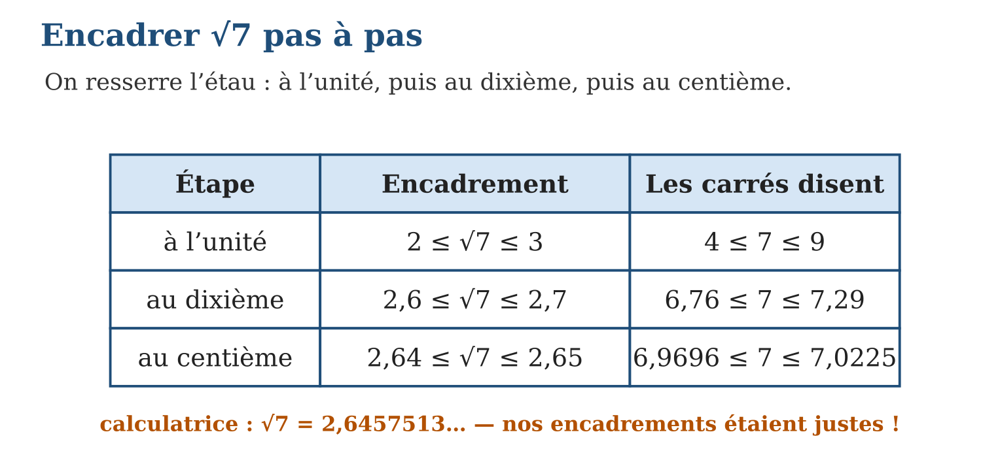 Encadrer √7 pas à pas
On resserre l’étau : à l’unité, puis au dixième, puis au centième.
Étape Encadrement Les carrés disent
à l’unité 2 ≤ √7 ≤ 3 4 ≤ 7 ≤ 9
au dixième 2,6 ≤ √7 ≤ 2,7 6,76 ≤ 7 ≤ 7,29
au centième 2,64 ≤ √7 ≤ 2,65 6,9696 ≤ 7 ≤ 7,0225
calculatrice : √7 = 2,6457513… — nos encadrements étaient justes !